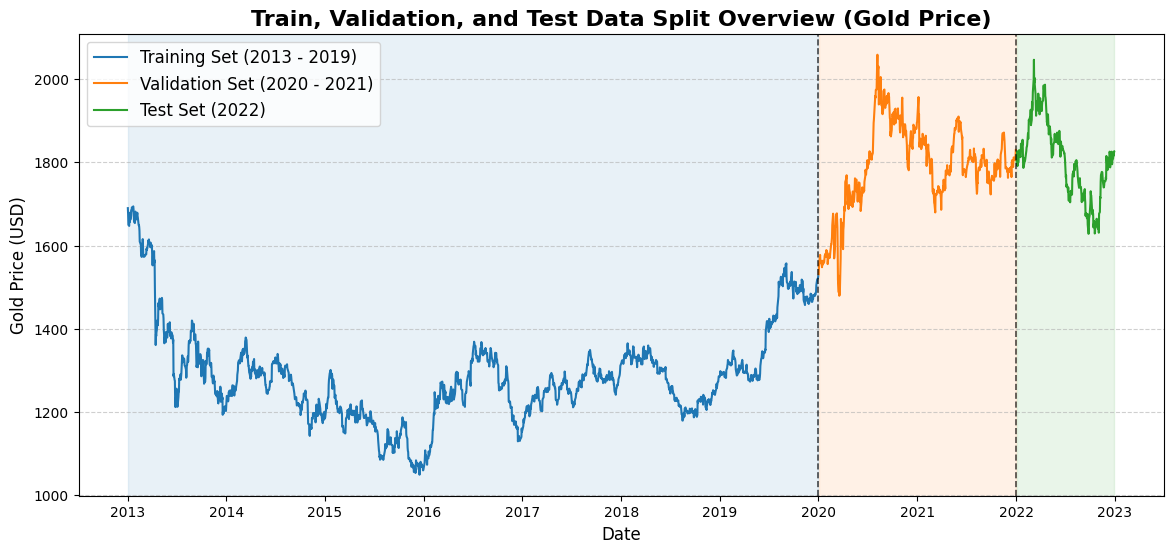 Train, Validation, and Test Data Split Overview (Gold Price)
Training Set (2013 - 2019)
Validation Set (2020 - 2021)
Test Set (2022)
Gold Price (USD)
2000
1800
1600
1400
1200
1000
2013 2014 2015 2016 2017 2018 2019 2020 2021 2022 2023
Date